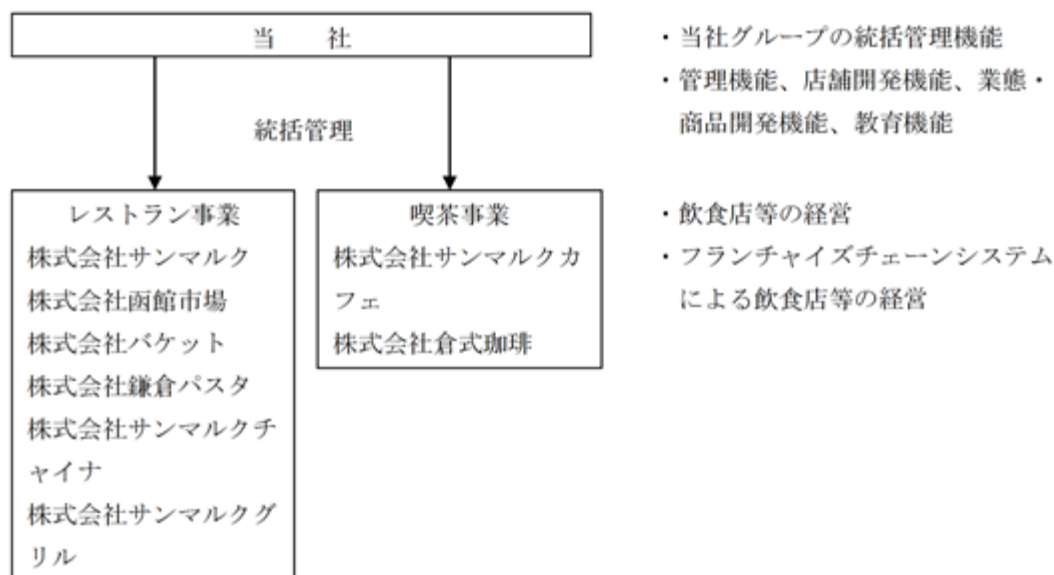 当 社
・当社グループの統括管理機能
・管理機能、店舗開発機能、業態・
商品開発機能、教育機能
統括管理
レストラン事業
株式会社サンマルク
株式会社函館市場
株式会社バケット
株式会社鎌倉パスタ
株式会社サンマルクチ
ャイナ
株式会社サンマルクグ
リル
喫茶事業
株式会社サンマルクカ
フェ
株式会社倉式珈琲
・飲食店等の経営
・フランチャイズチェーンシステム
による飲食店等の経営